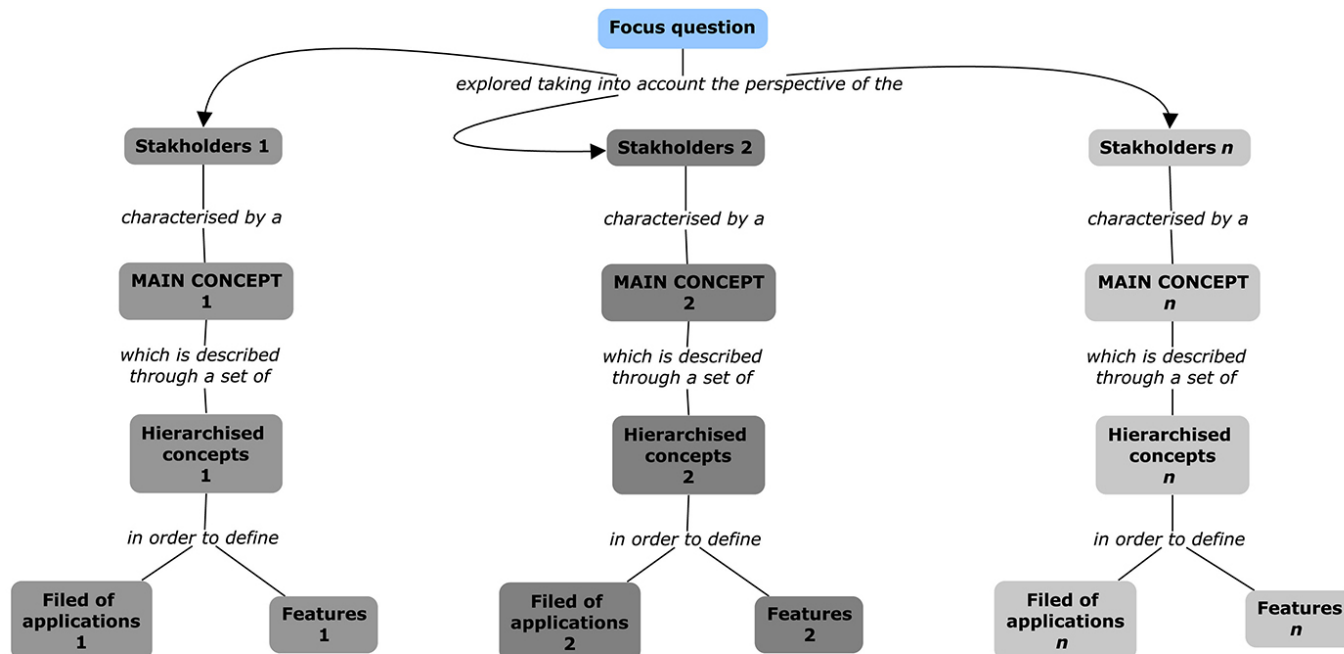 Focus question
explored taking into account the perspective of the
Stakholders 1
Stakholders 2
Stakholders n
characterised by a
characterised by a
characterised by a
MAIN CONCEPT
1
MAIN CONCEPT
2
MAIN CONCEPT
n
which is described
through a set of
which is described
through a set of
which is described
through a set of
Hierarchised
concepts
1
Hierarchised
concepts
2
Hierarchised
concepts
n
in order to define
in order to define
in order to define
Filed of
applications
1
Features
1
Filed of
applications
2
Features
2
Filed of
applications
n
Features
n